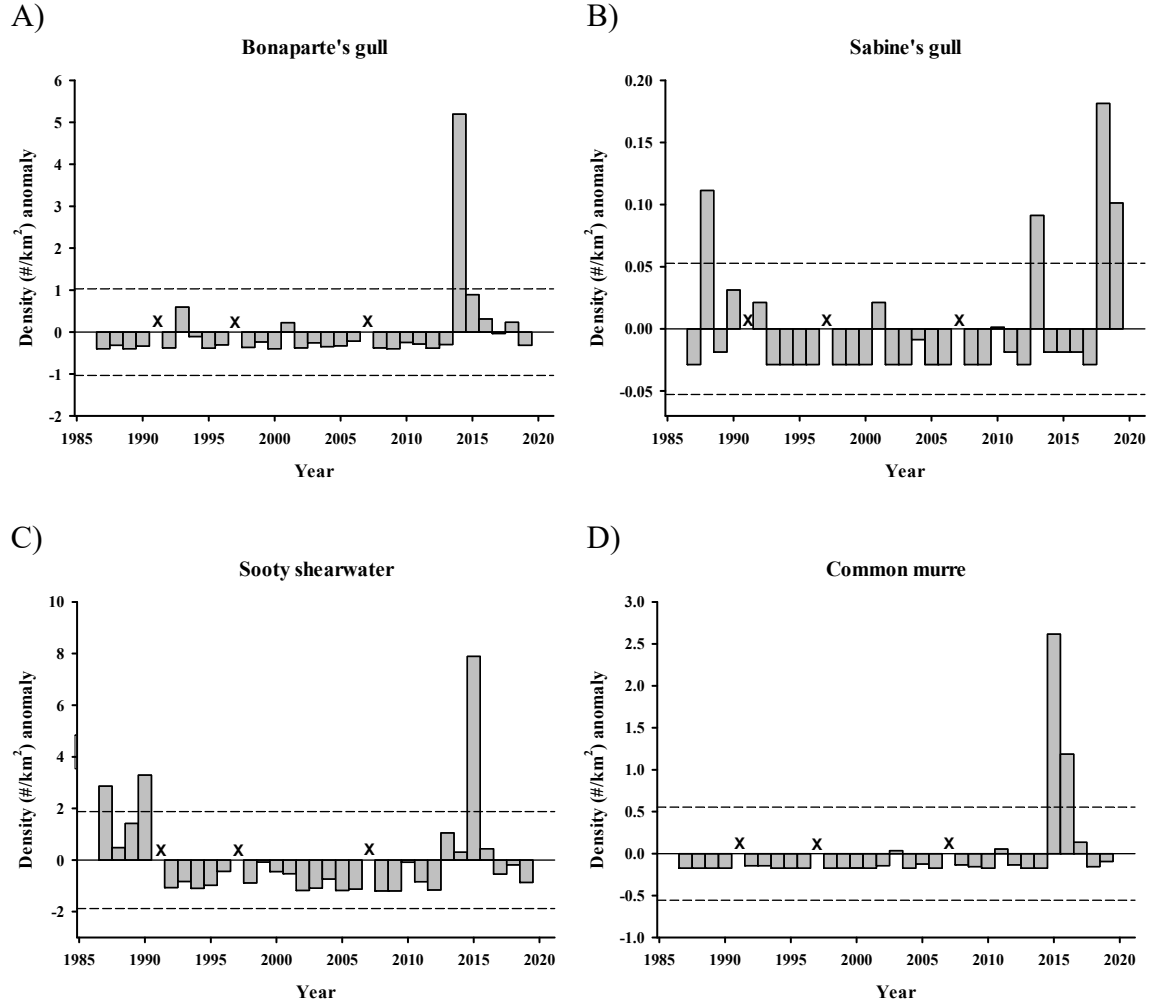 A)
Bonaparte's gull
6
5
4
3
2
1
0
-1
-2
Density (#/km²) anomaly
X X X
1985 1990 1995 2000 2005 2010 2015 2020
Year
B)
Sabine's gull
0.20
0.15
0.10
0.05
0.00
-0.05
Density (#/km²) anomaly
X X X
1985 1990 1995 2000 2005 2010 2015 2020
Year
C)
Sooty shearwater
10
8
6
4
2
0
-2
Density (#/km²) anomaly
X X X
1985 1990 1995 2000 2005 2010 2015 2020
Year
D)
Common murre
3.0
2.5
2.0
1.5
1.0
0.5
0.0
-0.5
-1.0
Density (#/km²) anomaly
X X X
1985 1990 1995 2000 2005 2010 2015 2020
Year